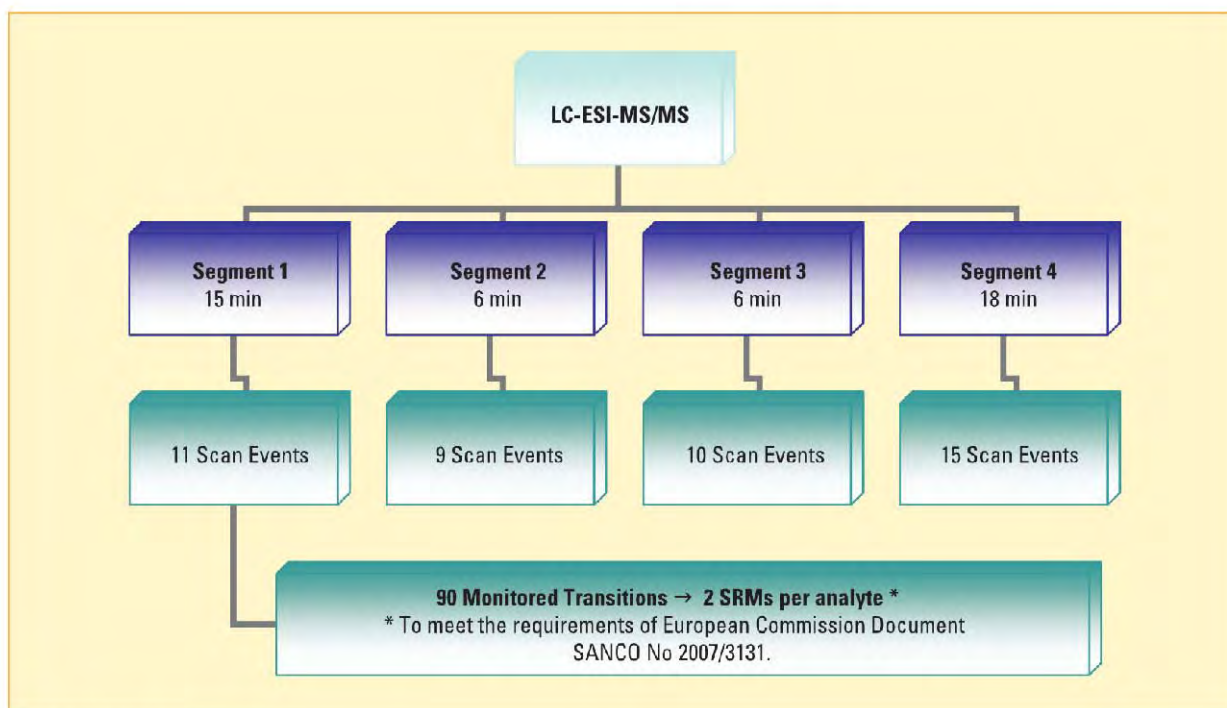 LC-ESI-MS/MS
Segment 1
15 min
Segment 2
6 min
Segment 3
6 min
Segment 4
18 min
11 Scan Events
9 Scan Events
10 Scan Events
15 Scan Events
90 Monitored Transitions → 2 SRMs per analyte *
* To meet the requirements of European Commission Document
SANCO No 2007/3131.